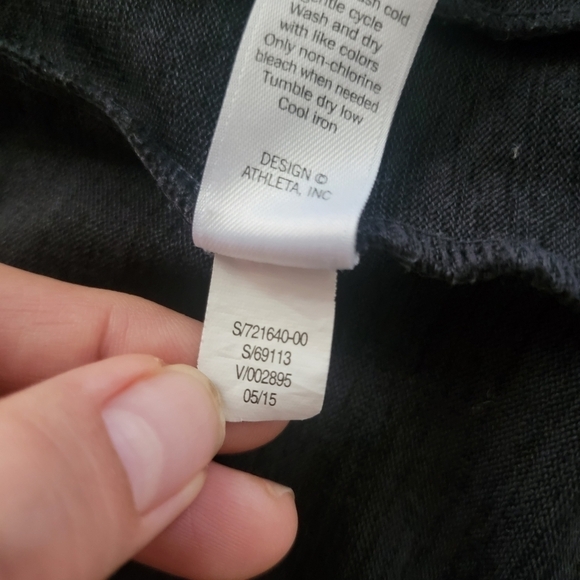 cold
gentle cycle
Wash and dry
with like colors
Only non-chlorine
bleach when needed
Tumble dry low
Cool iron
DESIGN ©
ATHLETA, INC
S/721640-00
S/69113
V/002895
05/15